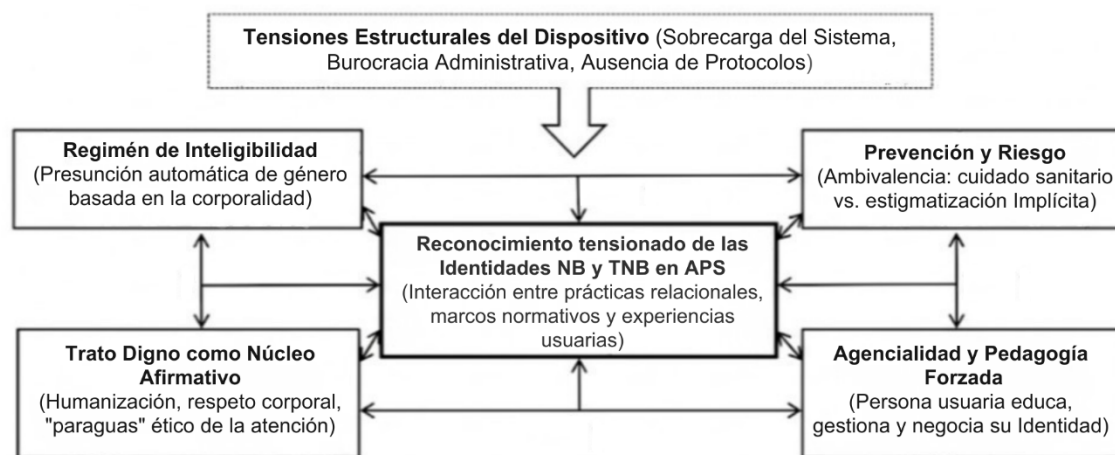 Tensiones Estructurales del Dispositivo (Sobrecarga del Sistema,
Burocracia Administrativa, Ausencia de Protocolos)
Regimén de Inteligibilidad
(Presunción automática de género
basada en la corporalidad)
Prevención y Riesgo
(Ambivalencia: cuidado sanitario
vs. estigmatización Implícita)
Reconocimiento tensionado de las
Identidades NB y TNB en APS
(Interacción entre prácticas relacionales,
marcos normativos y experiencias
usuarias)
Trato Digno como Núcleo
Afirmativo
(Humanización, respeto corporal,
"paraguas" ético de la atención)
Agencialidad y Pedagogía
Forzada
(Persona usuaria educa,
gestiona y negocia su Identidad)